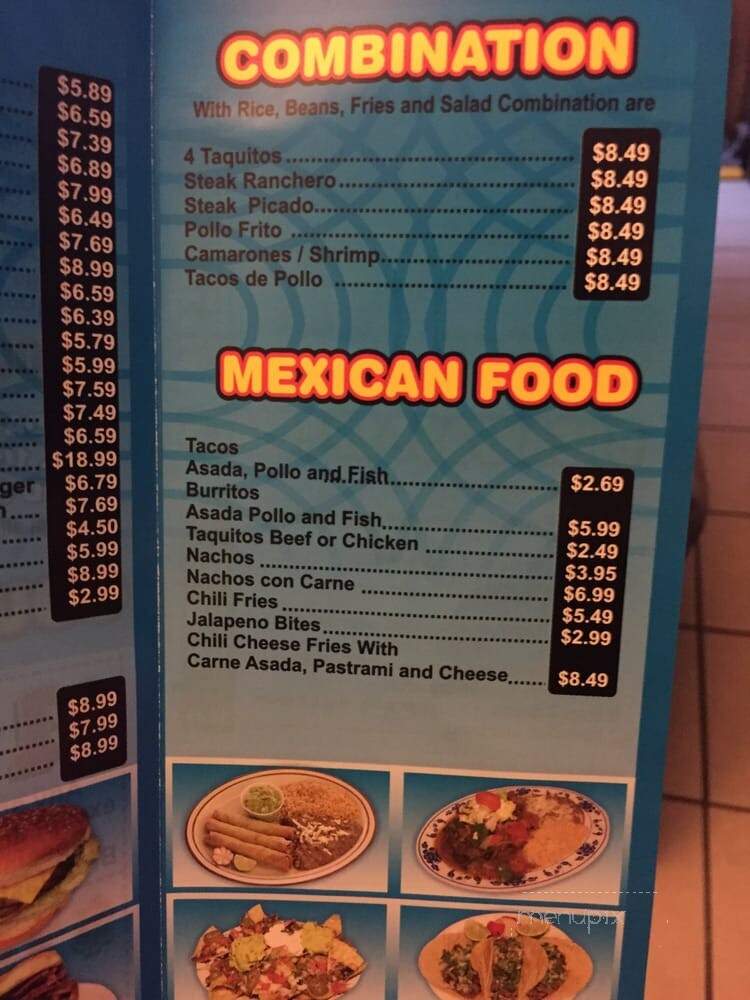 $5.89
$6.59
$7.39
$6.89
$7.99
$6.49
$7.69
$8.99
$6.59
$6.39
$5.79
$5.99
$7.59
$7.49
$6.59
$18.99
ger $6.79
$7.69
$4.50
$5.99
$8.99
$2.99
$8.99
$7.99
$8.99
COMBINATION
With Rice, Beans, Fries and Salad Combination are
4 Taquitos $8.49
Steak Ranchero $8.49
Steak Picado $8.49
Pollo Frito $8.49
Camarones / Shrimp $8.49
Tacos de Pollo $8.49
MEXICAN FOOD
Tacos
Asada, Pollo and Fish $2.69
Burritos
Asada Pollo and Fish $5.99
Taquitos Beef or Chicken $2.49
Nachos $3.95
Nachos con Carne $6.99
Chili Fries $5.49
Jalapeno Bites $2.99
Chili Cheese Fries With
Carne Asada, Pastrami and Cheese $8.49
menupix